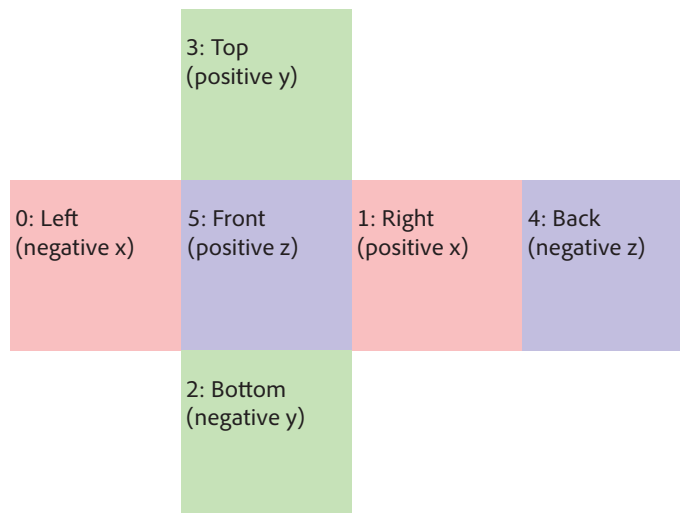 3: Top
(positive y)
0: Left
(negative x)
5: Front
(positive z)
1: Right
(positive x)
4: Back
(negative z)
2: Bottom
(negative y)